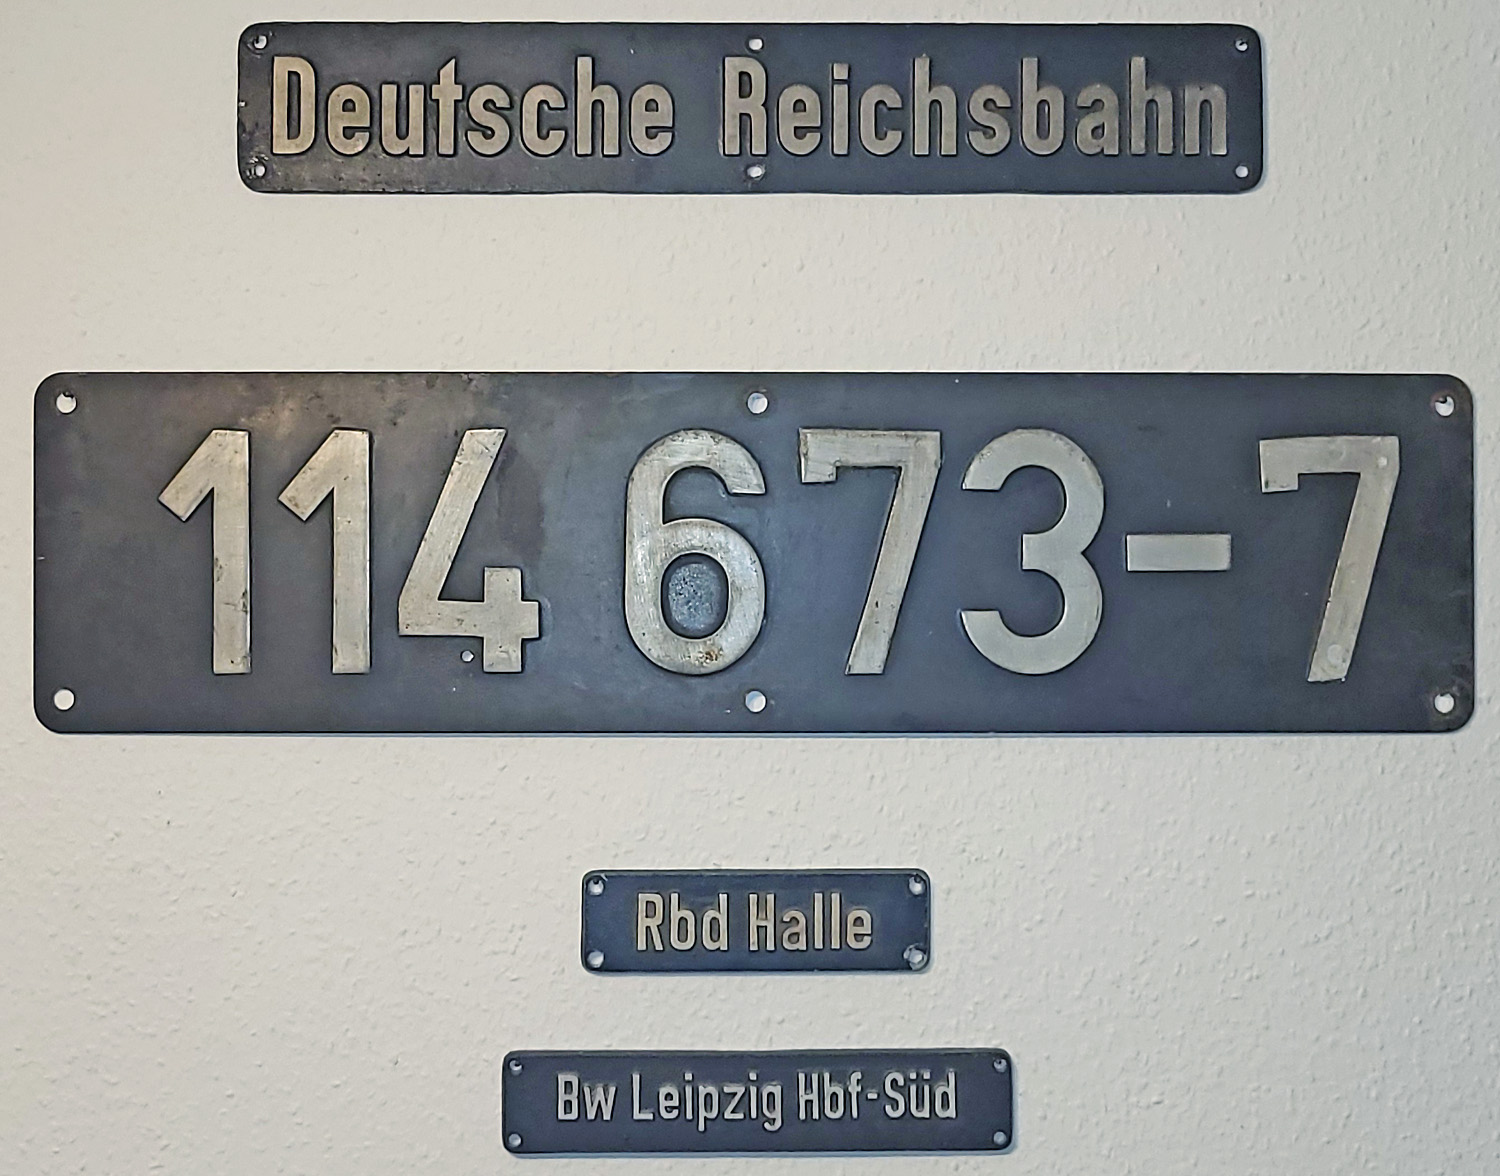 Deutsche Reichsbahn
114 673-7
Rbd Halle
Bw Leipzig Hbf-Süd